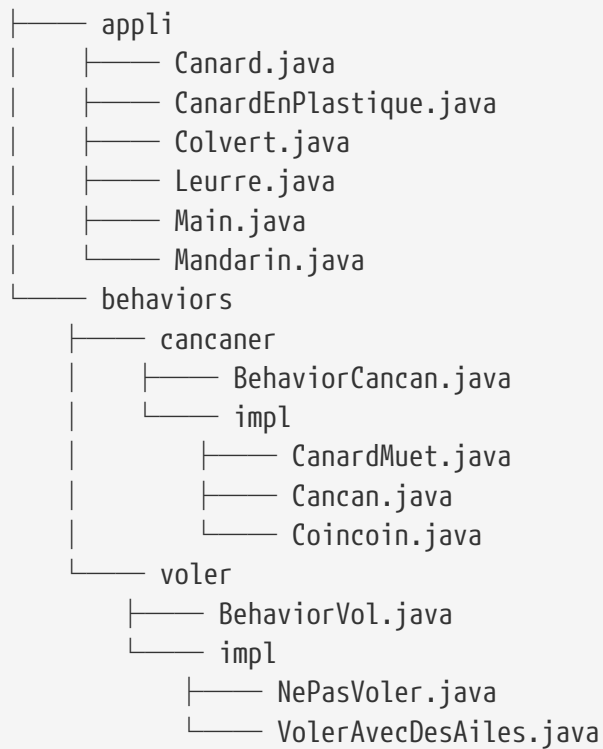 ├──── appli
│     ├──── Canard.java
│     ├──── CanardEnPlastique.java
│     ├──── Colvert.java
│     ├──── Leurre.java
│     ├──── Main.java
│     └──── Mandarin.java
└──── behaviors
      ├──── cancaner
      │     ├──── BehaviorCancan.java
      │     └──── impl
      │           ├──── CanardMuet.java
      │           ├──── Cancan.java
      │           └──── Coincoin.java
      └──── voler
            ├──── BehaviorVol.java
            └──── impl
                  ├──── NePasVoler.java
                  └──── VolerAvecDesAiles.java